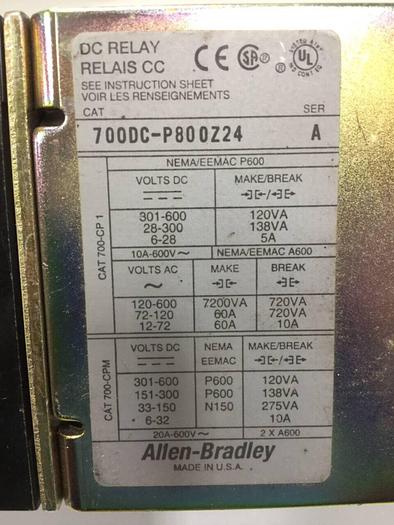 DC RELAY
RELAIS CC
CE SA UL
SEE INSTRUCTION SHEET
VOIR LES RENSEIGNEMENTS
CAT SER
700DC-P800Z24 A
NEMA/EEMAC P600
CAT 700-CP 1
VOLTS DC MAKE/BREAK
301-600 120VA
28-300 138VA
6-28 5A
10A-600V~ NEMA/EEMAC A600
VOLTS AC MAKE BREAK
~
120-600 7200VA 720VA
72-120 60A 720VA
12-72 60A 10A
CAT 700-CPM
VOLTS DC NEMA MAKE/BREAK
EEMAC
301-600 P600 120VA
151-300 P600 138VA
33-150 N150 275VA
6-32 10A
20A-600V~ 2 X A600
Allen-Bradley
MADE IN U.S.A.